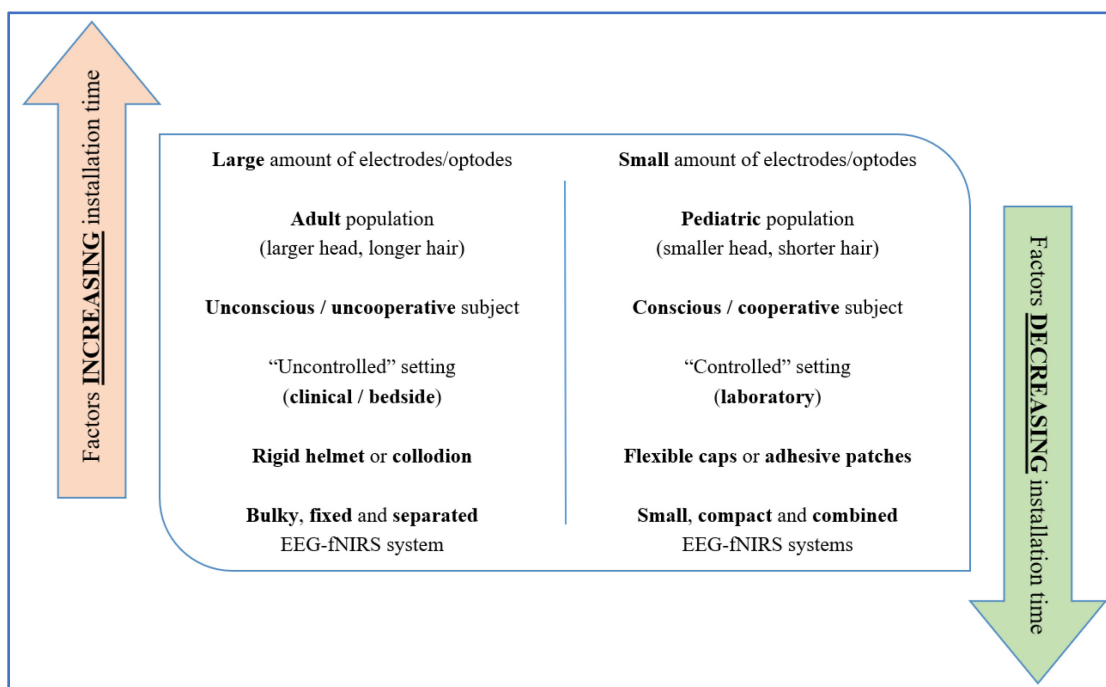 Factors INCREASING installation time
Large amount of electrodes/optodes
Adult population
(larger head, longer hair)
Unconscious / uncooperative subject
“Uncontrolled” setting
(clinical / bedside)
Rigid helmet or collodion
Bulky, fixed and separated
EEG-fNIRS system
Small amount of electrodes/optodes
Pediatric population
(smaller head, shorter hair)
Conscious / cooperative subject
“Controlled” setting
(laboratory)
Flexible caps or adhesive patches
Small, compact and combined
EEG-fNIRS systems
Factors DECREASING installation time